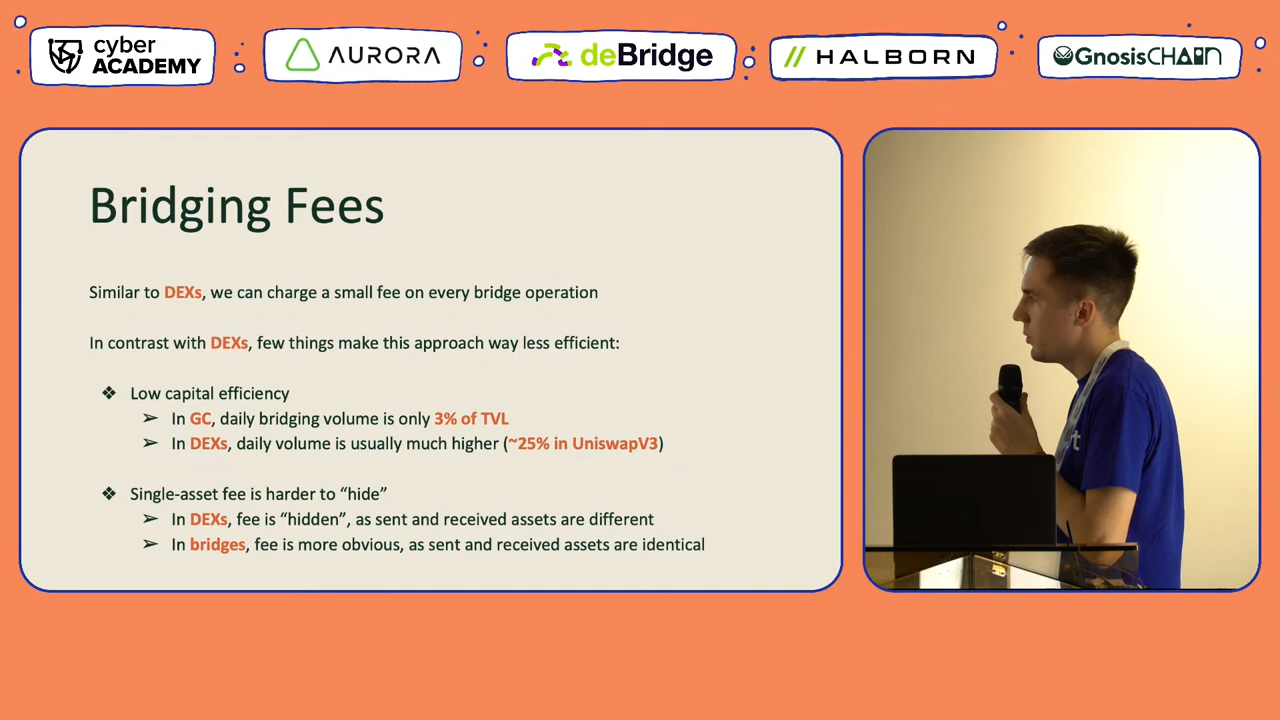 cyber
ACADEMY
AURORA
deBridge
HALBORN
GnosisCHAIN
Bridging Fees
Similar to DEXs, we can charge a small fee on every bridge operation
In contrast with DEXs, few things make this approach way less efficient:
❖ Low capital efficiency
➢ In GC, daily bridging volume is only 3% of TVL
➢ In DEXs, daily volume is usually much higher (~25% in UniswapV3)
❖ Single-asset fee is harder to “hide”
➢ In DEXs, fee is “hidden”, as sent and received assets are different
➢ In bridges, fee is more obvious, as sent and received assets are identical